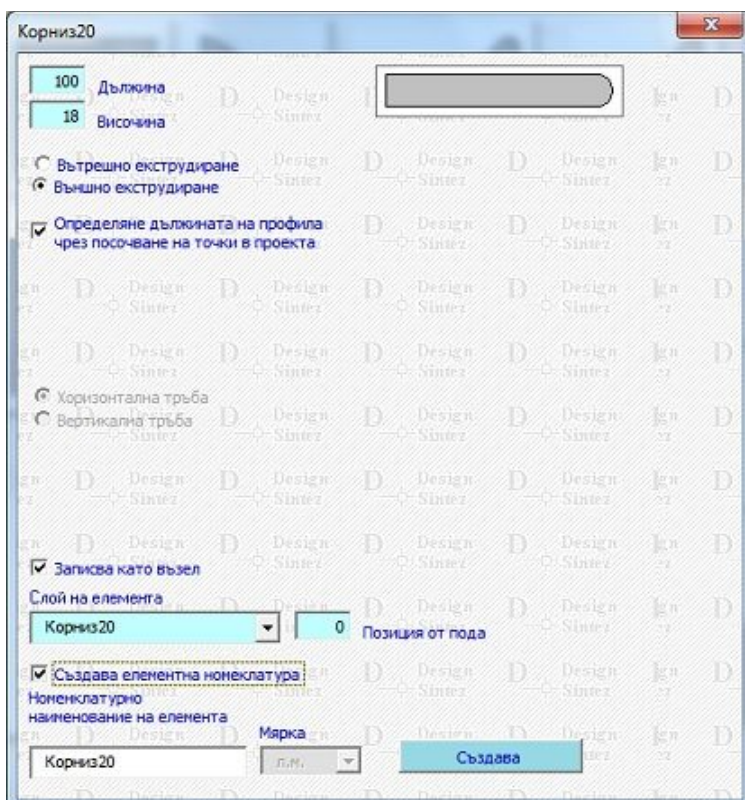 Корниз20
100 Дължина
18 Височина
Вътрешно екструдиране
Външно екструдиране
Определяне дължината на профила
чрез посочване на точки в проекта
Хоризонтална тръба
Вертикална тръба
Записва като възел
Слой на елемента
Корниз20 0 Позиция от пода
Създава елементна номеклатура
Номенклатурно
наименование на елемента
Мярка
Корниз20 л.м. Създава